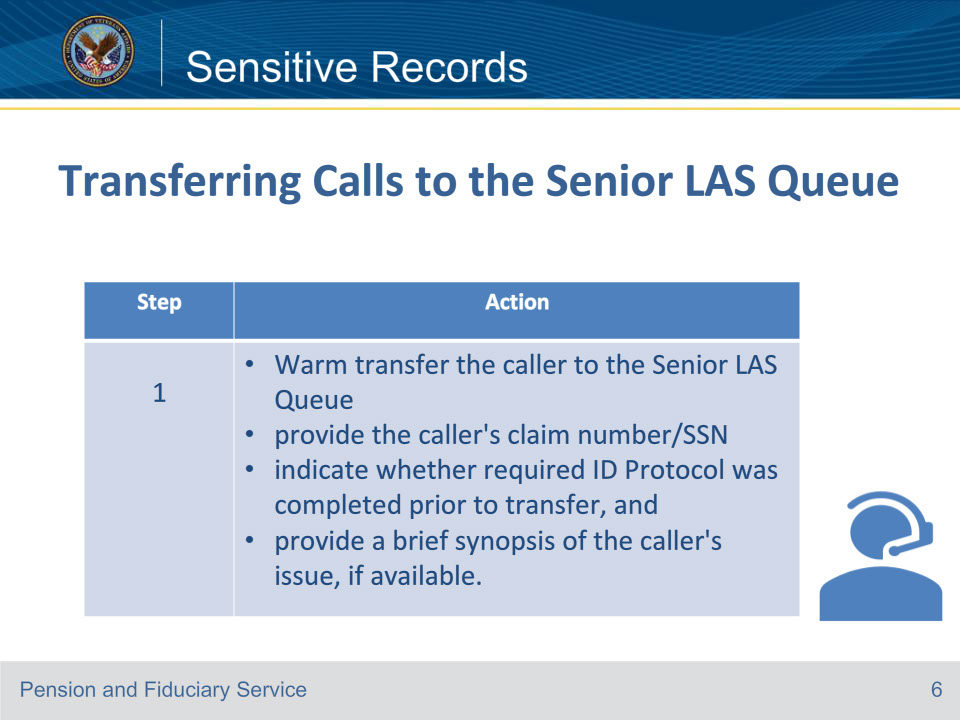 Sensitive Records
Transferring Calls to the Senior LAS Queue
Step
Action
1
• Warm transfer the caller to the Senior LAS
Queue
• provide the caller's claim number/SSN
• indicate whether required ID Protocol was
completed prior to transfer, and
• provide a brief synopsis of the caller's
issue, if available.
Pension and Fiduciary Service
6